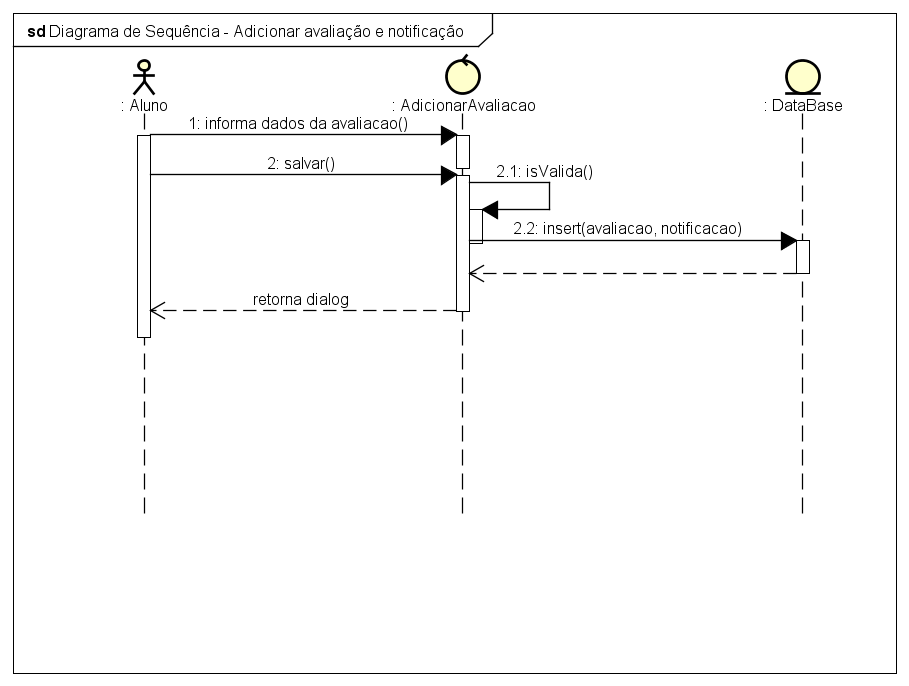 sd Diagrama de Sequência - Adicionar avaliação e notificação
: Aluno
: AdicionarAvaliacao
: DataBase
1: informa dados da avaliacao()
2: salvar()
2.1: isValida()
2.2: insert(avaliacao, notificacao)
retorna dialog